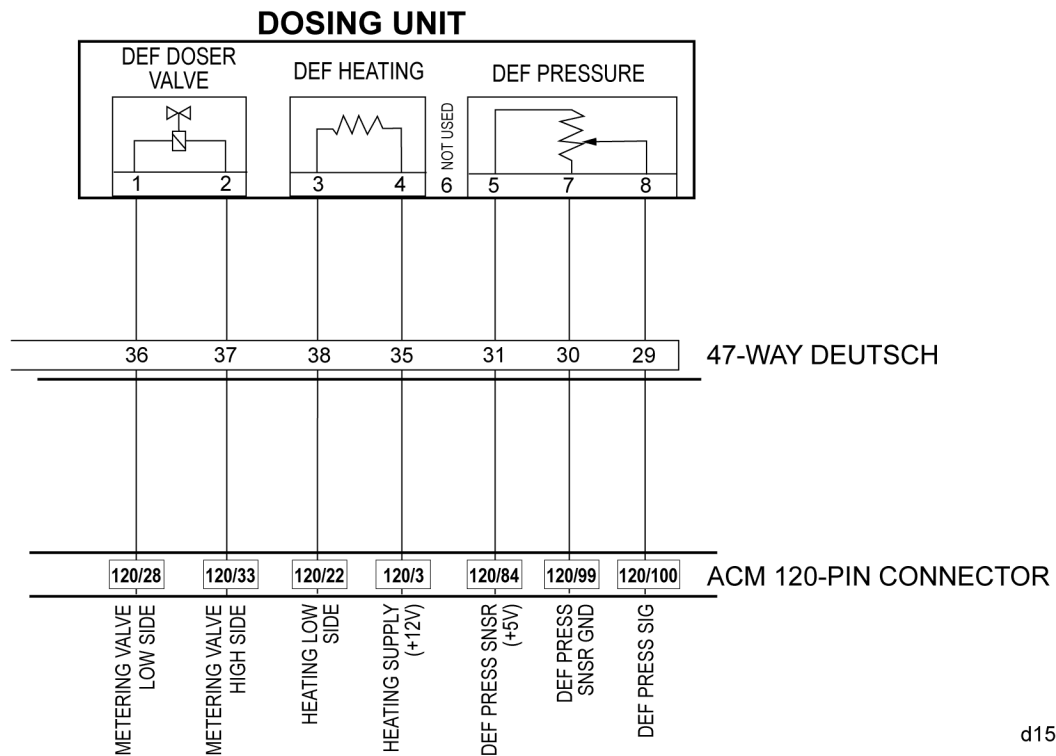 DOSING UNIT
DEF DOSER
VALVE
DEF HEATING
DEF PRESSURE
NOT USED
1 2 3 4 6 5 7 8
36 37 38 35 31 30 29
47-WAY DEUTSCH
120/28 120/33 120/22 120/3 120/84 120/99 120/100
ACM 120-PIN CONNECTOR
METERING VALVE
LOW SIDE
METERING VALVE
HIGH SIDE
HEATING LOW
SIDE
HEATING SUPPLY
(+12V)
DEF PRESS SNSR
(+5V)
DEF PRESS
SNSR GND
DEF PRESS SIG
d15